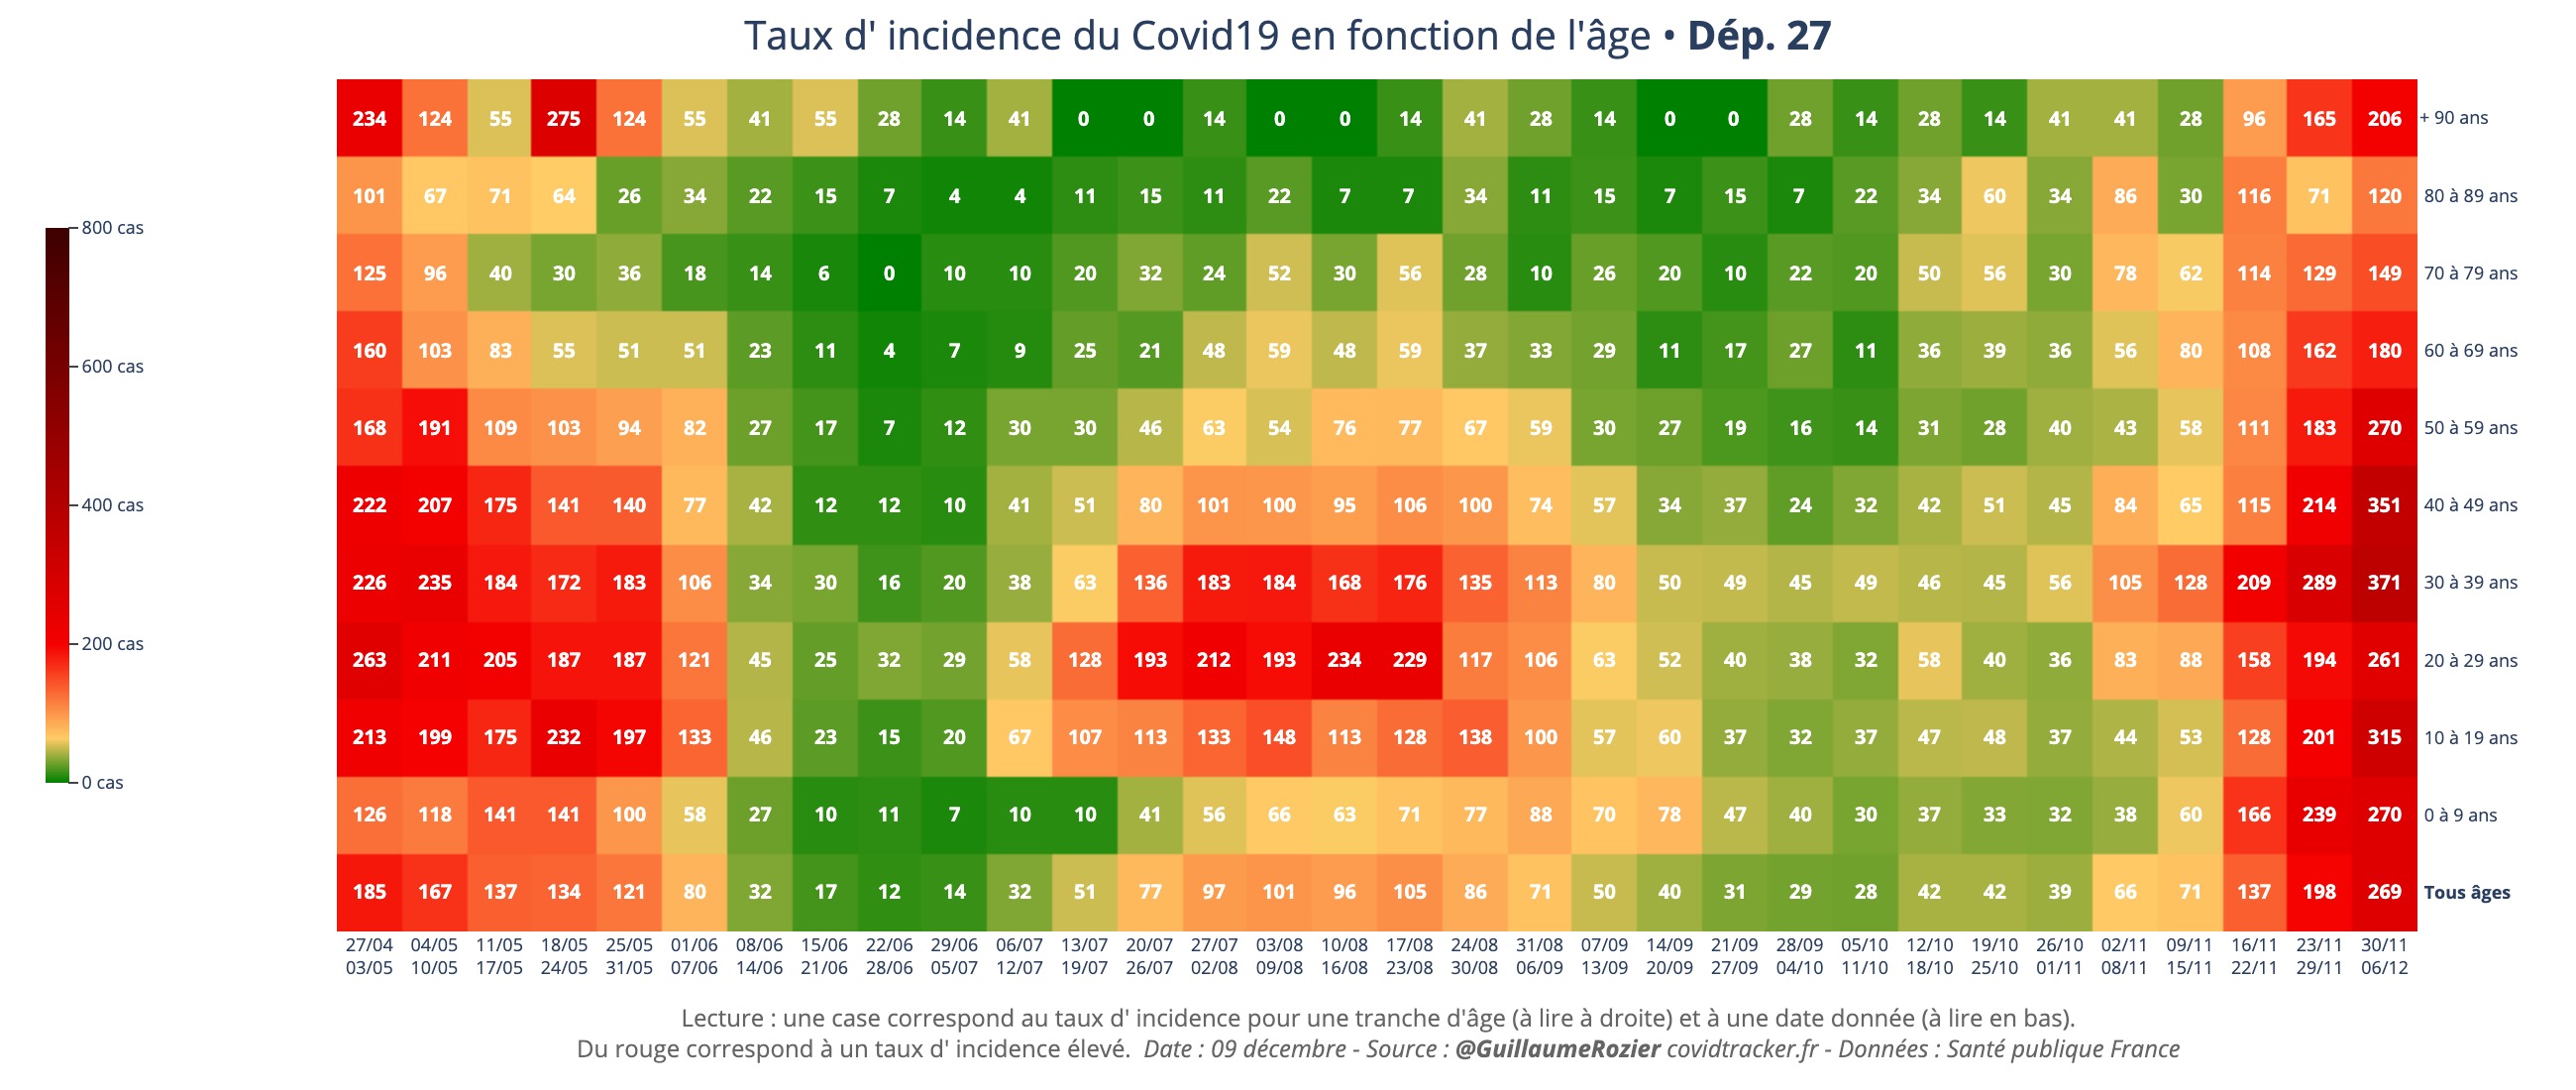 Taux d' incidence du Covid19 en fonction de l'âge • Dép. 27
234 124 55 275 124 55 41 55 28 14 41 0 0 14 0 0 14 41 28 14 0 0 28 14 28 14 41 41 28 96 165 206 + 90 ans
101 67 71 64 26 34 22 15 7 4 4 11 15 11 22 7 7 34 11 15 7 15 7 22 34 60 34 86 30 116 71 120 80 à 89 ans
800 cas
125 96 40 30 36 18 14 6 0 10 10 20 32 24 52 30 56 28 10 26 20 10 22 20 50 56 30 78 62 114 129 149 70 à 79 ans
160 103 83 55 51 51 23 11 4 7 9 25 21 48 59 48 59 37 33 29 11 17 27 11 36 39 36 56 80 108 162 180 60 à 69 ans
600 cas
168 191 109 103 94 82 27 17 7 12 30 30 46 63 54 76 77 67 59 30 27 19 16 14 31 28 40 43 58 111 183 270 50 à 59 ans
400 cas
222 207 175 141 140 77 42 12 12 10 41 51 80 101 100 95 106 100 74 57 34 37 24 32 42 51 45 84 65 115 214 351 40 à 49 ans
226 235 184 172 183 106 34 30 16 20 38 63 136 183 184 168 176 135 113 80 50 49 45 49 46 45 56 105 128 209 289 371 30 à 39 ans
200 cas
263 211 205 187 187 121 45 25 32 29 58 128 193 212 193 234 229 117 106 63 52 40 38 32 58 40 36 83 88 158 194 261 20 à 29 ans
213 199 175 232 197 133 46 23 15 20 67 107 113 133 148 113 128 138 100 57 60 37 32 37 47 48 37 44 53 128 201 315 10 à 19 ans
0 cas
126 118 141 141 100 58 27 10 11 7 10 10 41 56 66 63 71 77 88 70 78 47 40 30 37 33 32 38 60 166 239 270 0 à 9 ans
185 167 137 134 121 80 32 17 12 14 32 51 77 97 101 96 105 86 71 50 40 31 29 28 42 42 39 66 71 137 198 269 Tous âges
27/04 04/05 11/05 18/05 25/05 01/06 08/06 15/06 22/06 29/06 06/07 13/07 20/07 27/07 03/08 10/08 17/08 24/08 31/08 07/09 14/09 21/09 28/09 05/10 12/10 19/10 26/10 02/11 09/11 16/11 23/11 30/11
03/05 10/05 17/05 24/05 31/05 07/06 14/06 21/06 28/06 05/07 12/07 19/07 26/07 02/08 09/08 16/08 23/08 30/08 06/09 13/09 20/09 27/09 04/10 11/10 18/10 25/10 01/11 08/11 15/11 22/11 29/11 06/12
Lecture : une case correspond au taux d' incidence pour une tranche d'âge (à lire à droite) et à une date donnée (à lire en bas).
Du rouge correspond à un taux d' incidence élevé. Date : 09 décembre - Source : @GuillaumeRozier covidtracker.fr - Données : Santé publique France